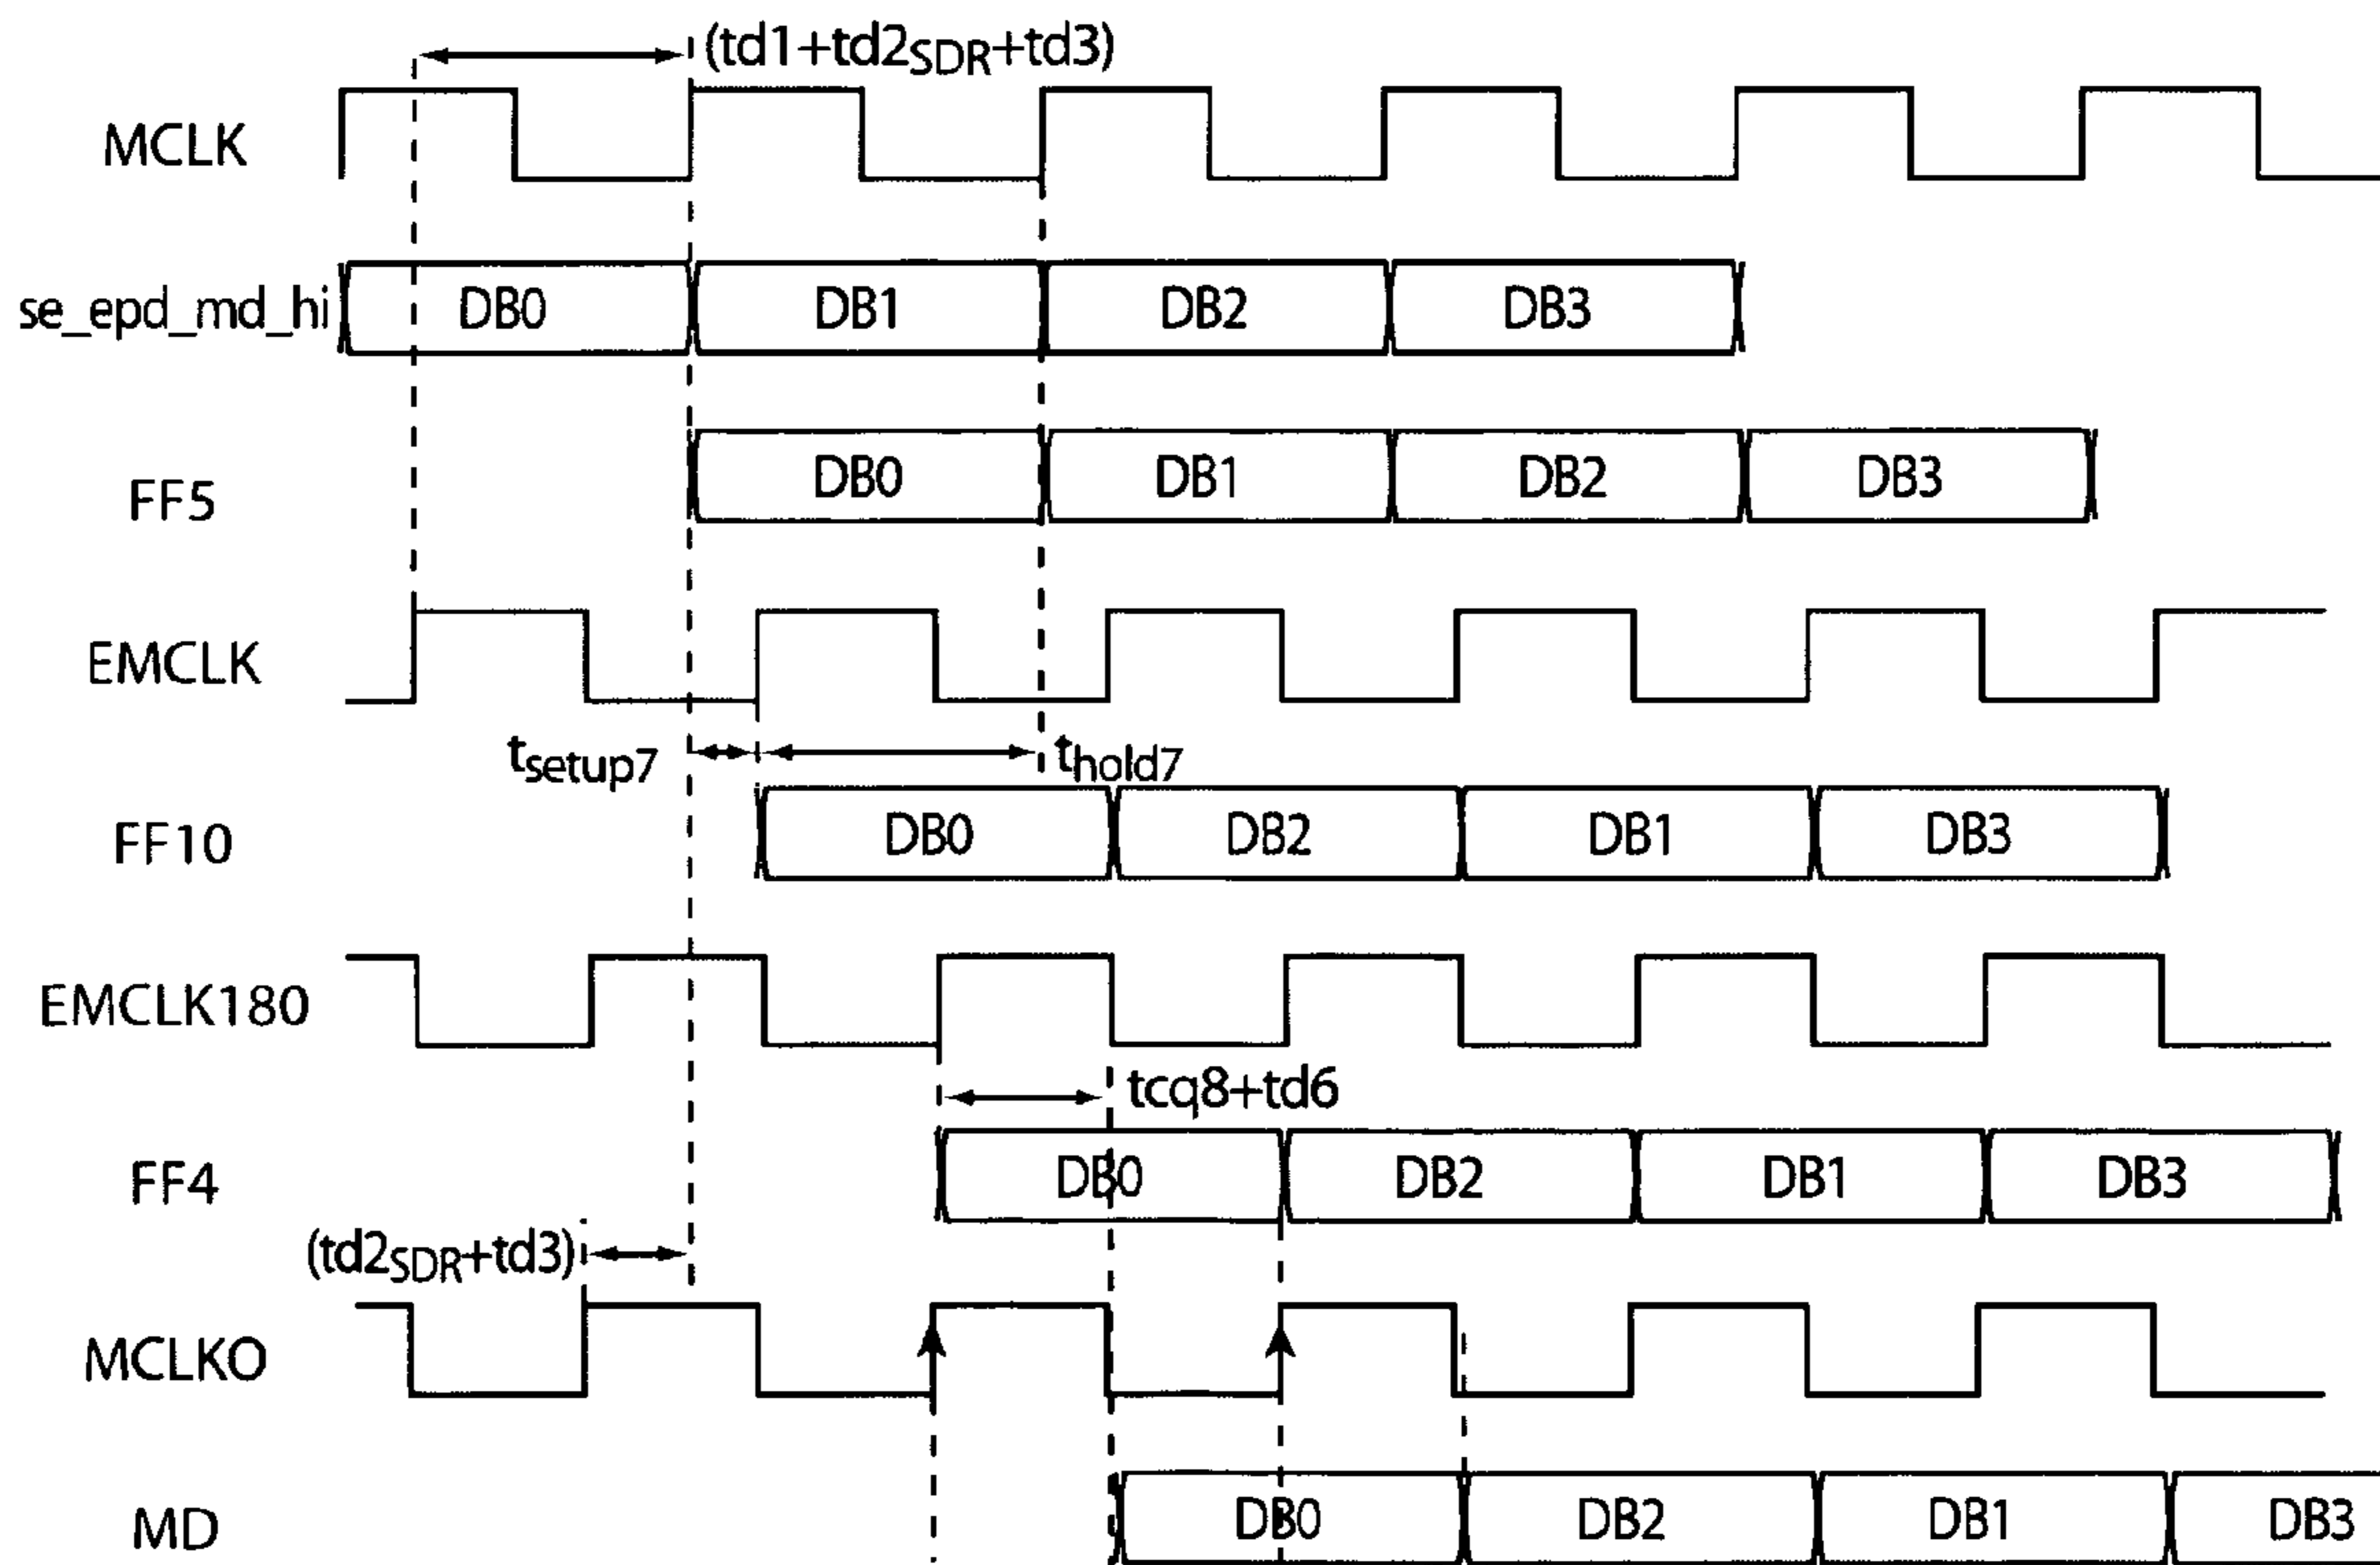 (td1+td2SDR+td3)
MCLK
se_epd_md_hi DB0 DB1 DB2 DB3
FF5 DB0 DB1 DB2 DB3
EMCLK
tsetup7 thold7
FF10 DB0 DB2 DB1 DB3
EMCLK180
tcq8+td6
FF4 DB0 DB2 DB1 DB3
(td2SDR+td3)
MCLKO
MD DB0 DB2 DB1 DB3